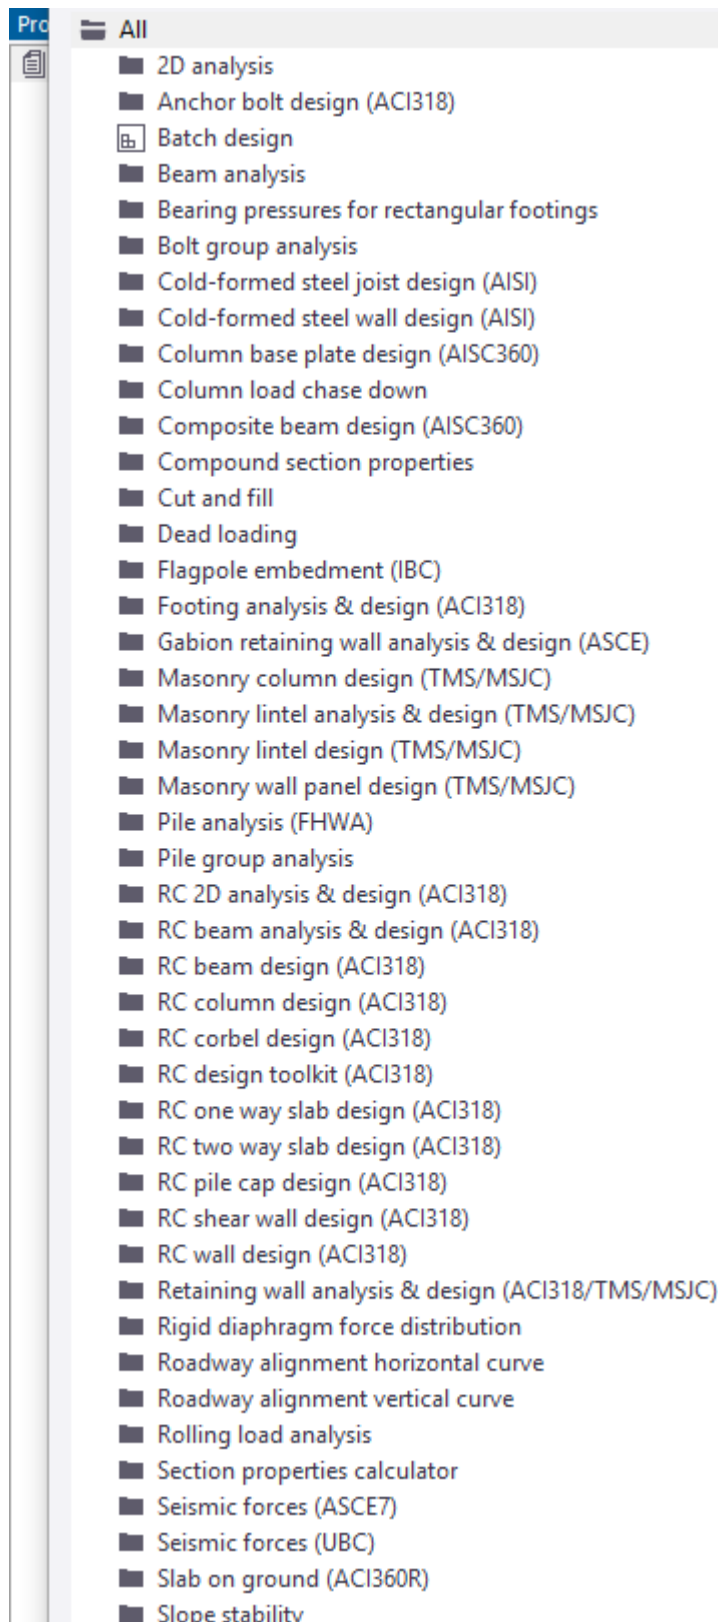 Pro
All
2D analysis
Anchor bolt design (ACI318)
Batch design
Beam analysis
Bearing pressures for rectangular footings
Bolt group analysis
Cold-formed steel joist design (AISI)
Cold-formed steel wall design (AISI)
Column base plate design (AISC360)
Column load chase down
Composite beam design (AISC360)
Compound section properties
Cut and fill
Dead loading
Flagpole embedment (IBC)
Footing analysis & design (ACI318)
Gabion retaining wall analysis & design (ASCE)
Masonry column design (TMS/MSJC)
Masonry lintel analysis & design (TMS/MSJC)
Masonry lintel design (TMS/MSJC)
Masonry wall panel design (TMS/MSJC)
Pile analysis (FHWA)
Pile group analysis
RC 2D analysis & design (ACI318)
RC beam analysis & design (ACI318)
RC beam design (ACI318)
RC column design (ACI318)
RC corbel design (ACI318)
RC design toolkit (ACI318)
RC one way slab design (ACI318)
RC two way slab design (ACI318)
RC pile cap design (ACI318)
RC shear wall design (ACI318)
RC wall design (ACI318)
Retaining wall analysis & design (ACI318/TMS/MSJC)
Rigid diaphragm force distribution
Roadway alignment horizontal curve
Roadway alignment vertical curve
Rolling load analysis
Section properties calculator
Seismic forces (ASCE7)
Seismic forces (UBC)
Slab on ground (ACI360R)
Slope stability